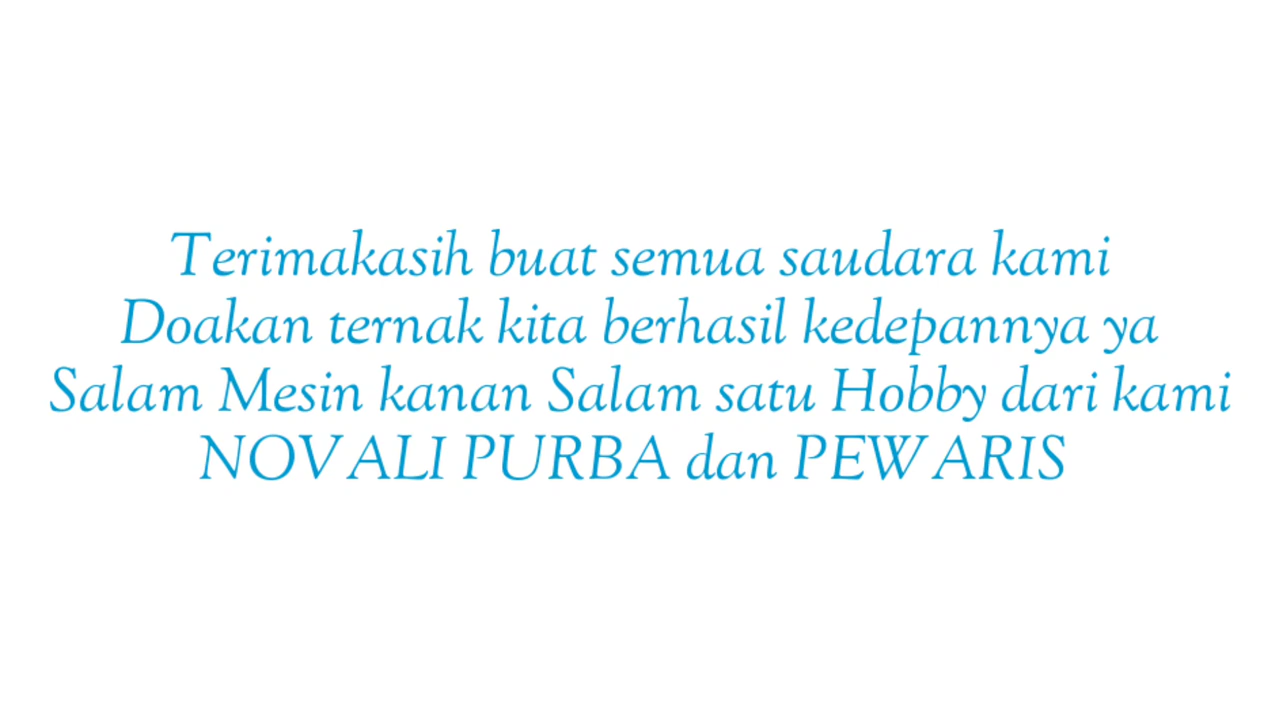 Terimakasih buat semua saudara kami
Doakan ternak kita berhasil kedepannya ya
Salam Mesin kanan Salam satu Hobby dari kami
NOVALI PURBA dan PEWARIS